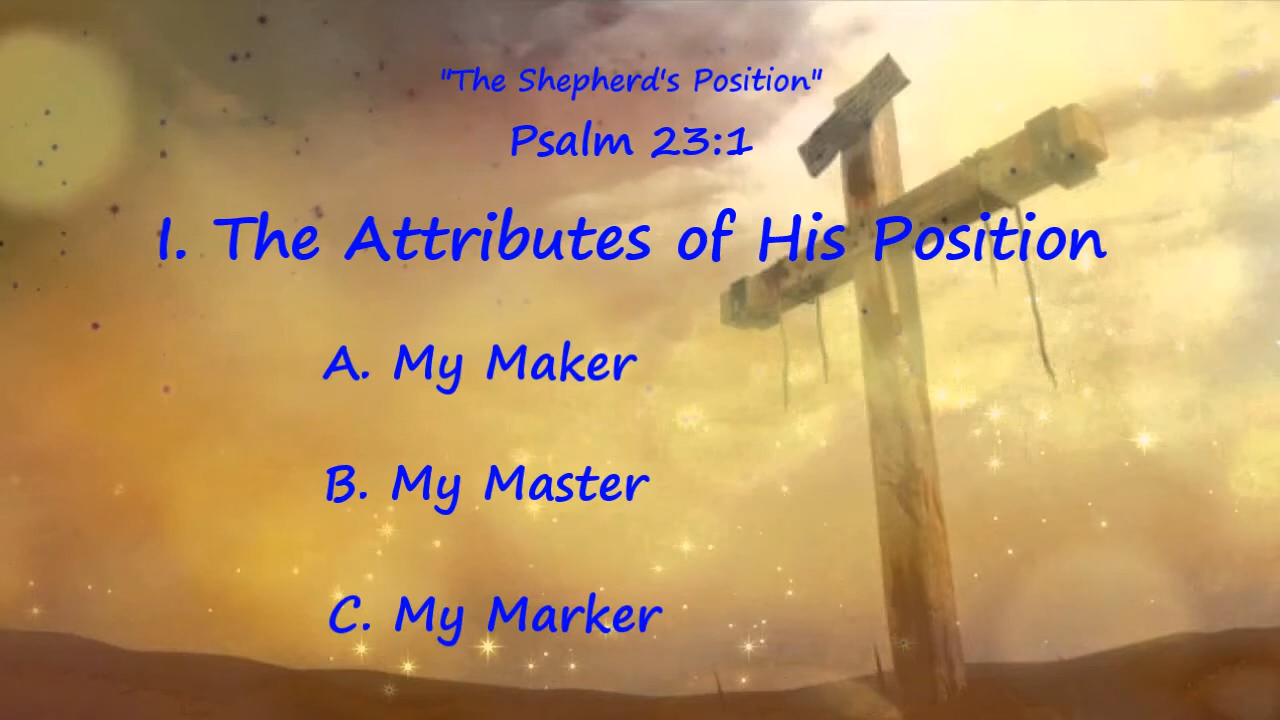 "The Shepherd's Position"
Psalm 23:1
I. The Attributes of His Position
A. My Maker
B. My Master
C. My Marker